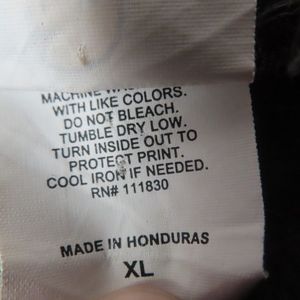 MACHINE
WITH LIKE COLORS.
DO NOT BLEACH.
TUMBLE DRY LOW.
TURN INSIDE OUT TO
PROTECT PRINT.
COOL IRON IF NEEDED.
RN# 111830
MADE IN HONDURAS
XL